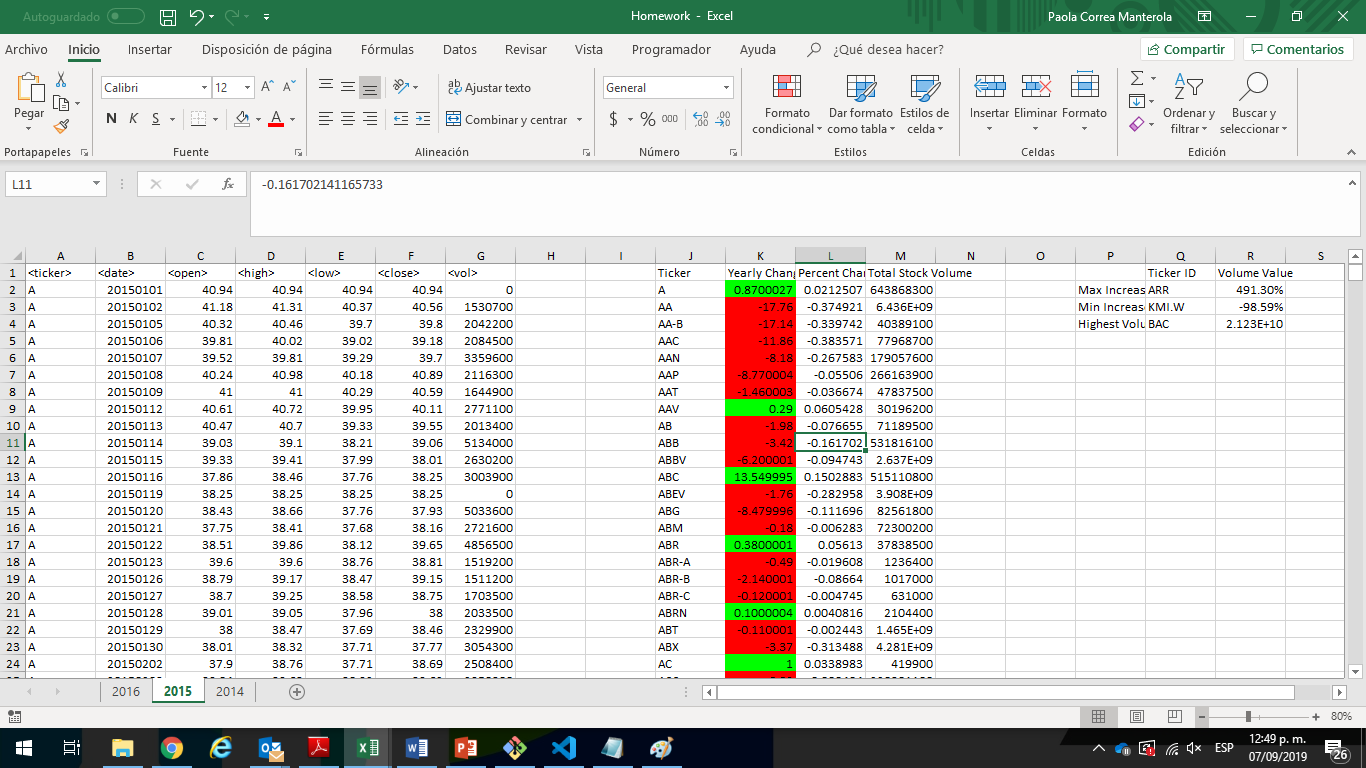 Autoguardado
Homework - Excel
Paola Correa Manterola
Archivo Inicio Insertar Disposición de página Fórmulas Datos Revisar Vista Programador Ayuda ¿Qué desea hacer? Compartir Comentarios
Pegar
Calibri 12
N K S
Ajustar texto
Combinar y centrar
General
$ % 000
Formato condicional
Dar formato como tabla
Estilos de celda
Insertar Eliminar Formato
Ordenar y filtrar
Buscar y seleccionar
Portapapeles Fuente Alineación Número Estilos Celdas Edición
L11 fx -0.161702141165733
A B C D E F G H I J K L M N O P Q R S
1 <ticker> <date> <open> <high> <low> <close> <vol> Ticker Yearly Chang Percent Chan Total Stock Volume Ticker ID Volume Value
2 A 20150101 40.94 40.94 40.94 40.94 0 A 0.8700027 0.0212507 643868300 Max Increas ARR 491.30%
3 A 20150102 41.18 41.31 40.37 40.56 1530700 AA -17.76 -0.374921 6.436E+09 Min Increas KMI.W -98.59%
4 A 20150105 40.32 40.46 39.7 39.8 2042200 AA-B -17.14 -0.339742 40389100 Highest Volu BAC 2.123E+10
5 A 20150106 39.81 40.02 39.02 39.18 2084500 AAC -11.86 -0.383571 77968700
6 A 20150107 39.52 39.81 39.29 39.7 3359600 AAN -8.18 -0.267583 179057600
7 A 20150108 40.24 40.98 40.18 40.89 2116300 AAP -8.770004 -0.05506 266163900
8 A 20150109 41 41 40.29 40.59 1644900 AAT -1.460003 -0.036674 47837500
9 A 20150112 40.61 40.72 39.95 40.11 2771100 AAV 0.29 0.0605428 30196200
10 A 20150113 40.47 40.7 39.33 39.55 2013400 AB -1.98 -0.076655 71189500
11 A 20150114 39.03 39.1 38.21 39.06 5134000 ABB -3.42 -0.161702 531816100
12 A 20150115 39.33 39.41 37.99 38.01 2630200 ABBV -6.200001 -0.094743 2.637E+09
13 A 20150116 37.86 38.46 37.76 38.25 3003900 ABC 13.549995 0.1502883 515110800
14 A 20150119 38.25 38.25 38.25 38.25 0 ABEV -1.76 -0.282958 3.908E+09
15 A 20150120 38.43 38.66 37.76 37.93 5033600 ABG -8.479996 -0.111696 82561800
16 A 20150121 37.75 38.41 37.68 38.16 2721600 ABM -0.18 -0.006283 72300200
17 A 20150122 38.51 39.86 38.12 39.65 4856500 ABR 0.3800001 0.05613 37838500
18 A 20150123 39.6 39.6 38.76 38.81 1519200 ABR-A -0.49 -0.019608 1236400
19 A 20150126 38.79 39.17 38.47 39.15 1511200 ABR-B -2.140001 -0.08664 1017000
20 A 20150127 38.7 39.25 38.58 38.75 1703500 ABR-C -0.120001 -0.004745 631000
21 A 20150128 39.01 39.05 37.96 38 2033500 ABRN 0.1000004 0.0040816 2104400
22 A 20150129 38 38.47 37.69 38.46 2329900 ABT -0.110001 -0.002443 1.465E+09
23 A 20150130 38.01 38.32 37.71 37.77 3054300 ABX -3.37 -0.313488 4.281E+09
24 A 20150202 37.9 38.76 37.71 38.69 2508400 AC 1 0.0338983 419900
2016 2015 2014
80%
ESP
12:49 p. m.
07/09/2019
26